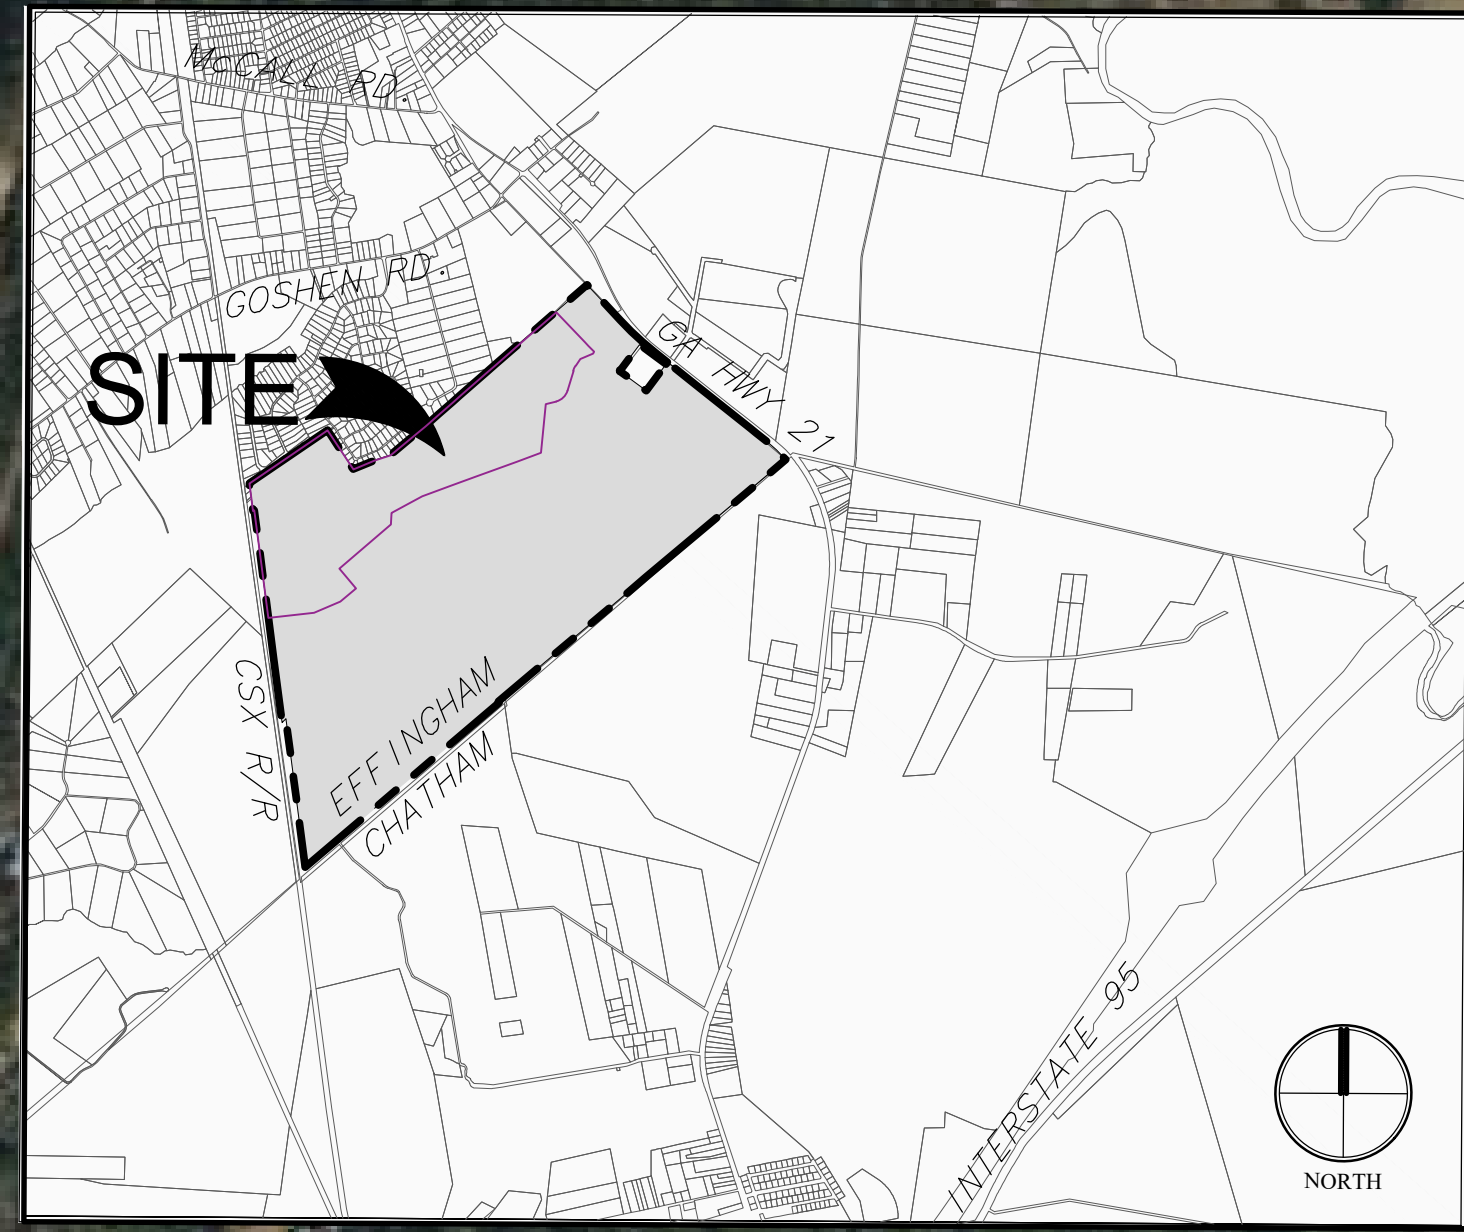 McCALL RD.
GOSHEN RD.
SITE
GA HWY 21
CSX R/R
EFFINGHAM
CHATHAM
INTERSTATE 95
NORTH